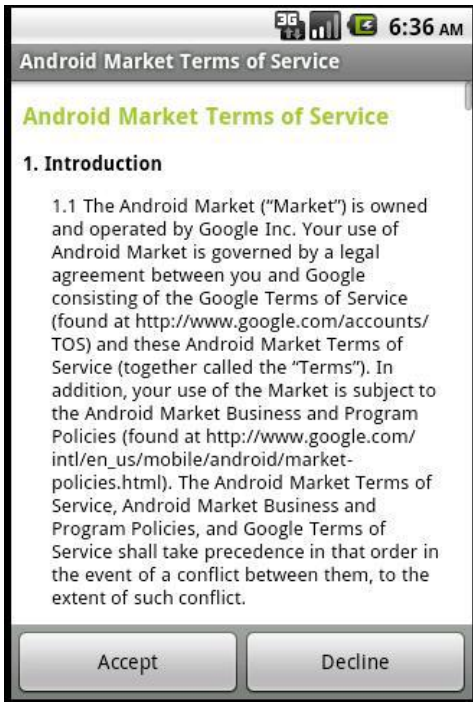 3G 6:36 AM
Android Market Terms of Service
Android Market Terms of Service
1. Introduction
1.1 The Android Market (“Market”) is owned
and operated by Google Inc. Your use of
Android Market is governed by a legal
agreement between you and Google
consisting of the Google Terms of Service
(found at http://www.google.com/accounts/
TOS) and these Android Market Terms of
Service (together called the “Terms”). In
addition, your use of the Market is subject to
the Android Market Business and Program
Policies (found at http://www.google.com/
intl/en_us/mobile/android/market-
policies.html). The Android Market Terms of
Service, Android Market Business and
Program Policies, and Google Terms of
Service shall take precedence in that order in
the event of a conflict between them, to the
extent of such conflict.
Accept Decline